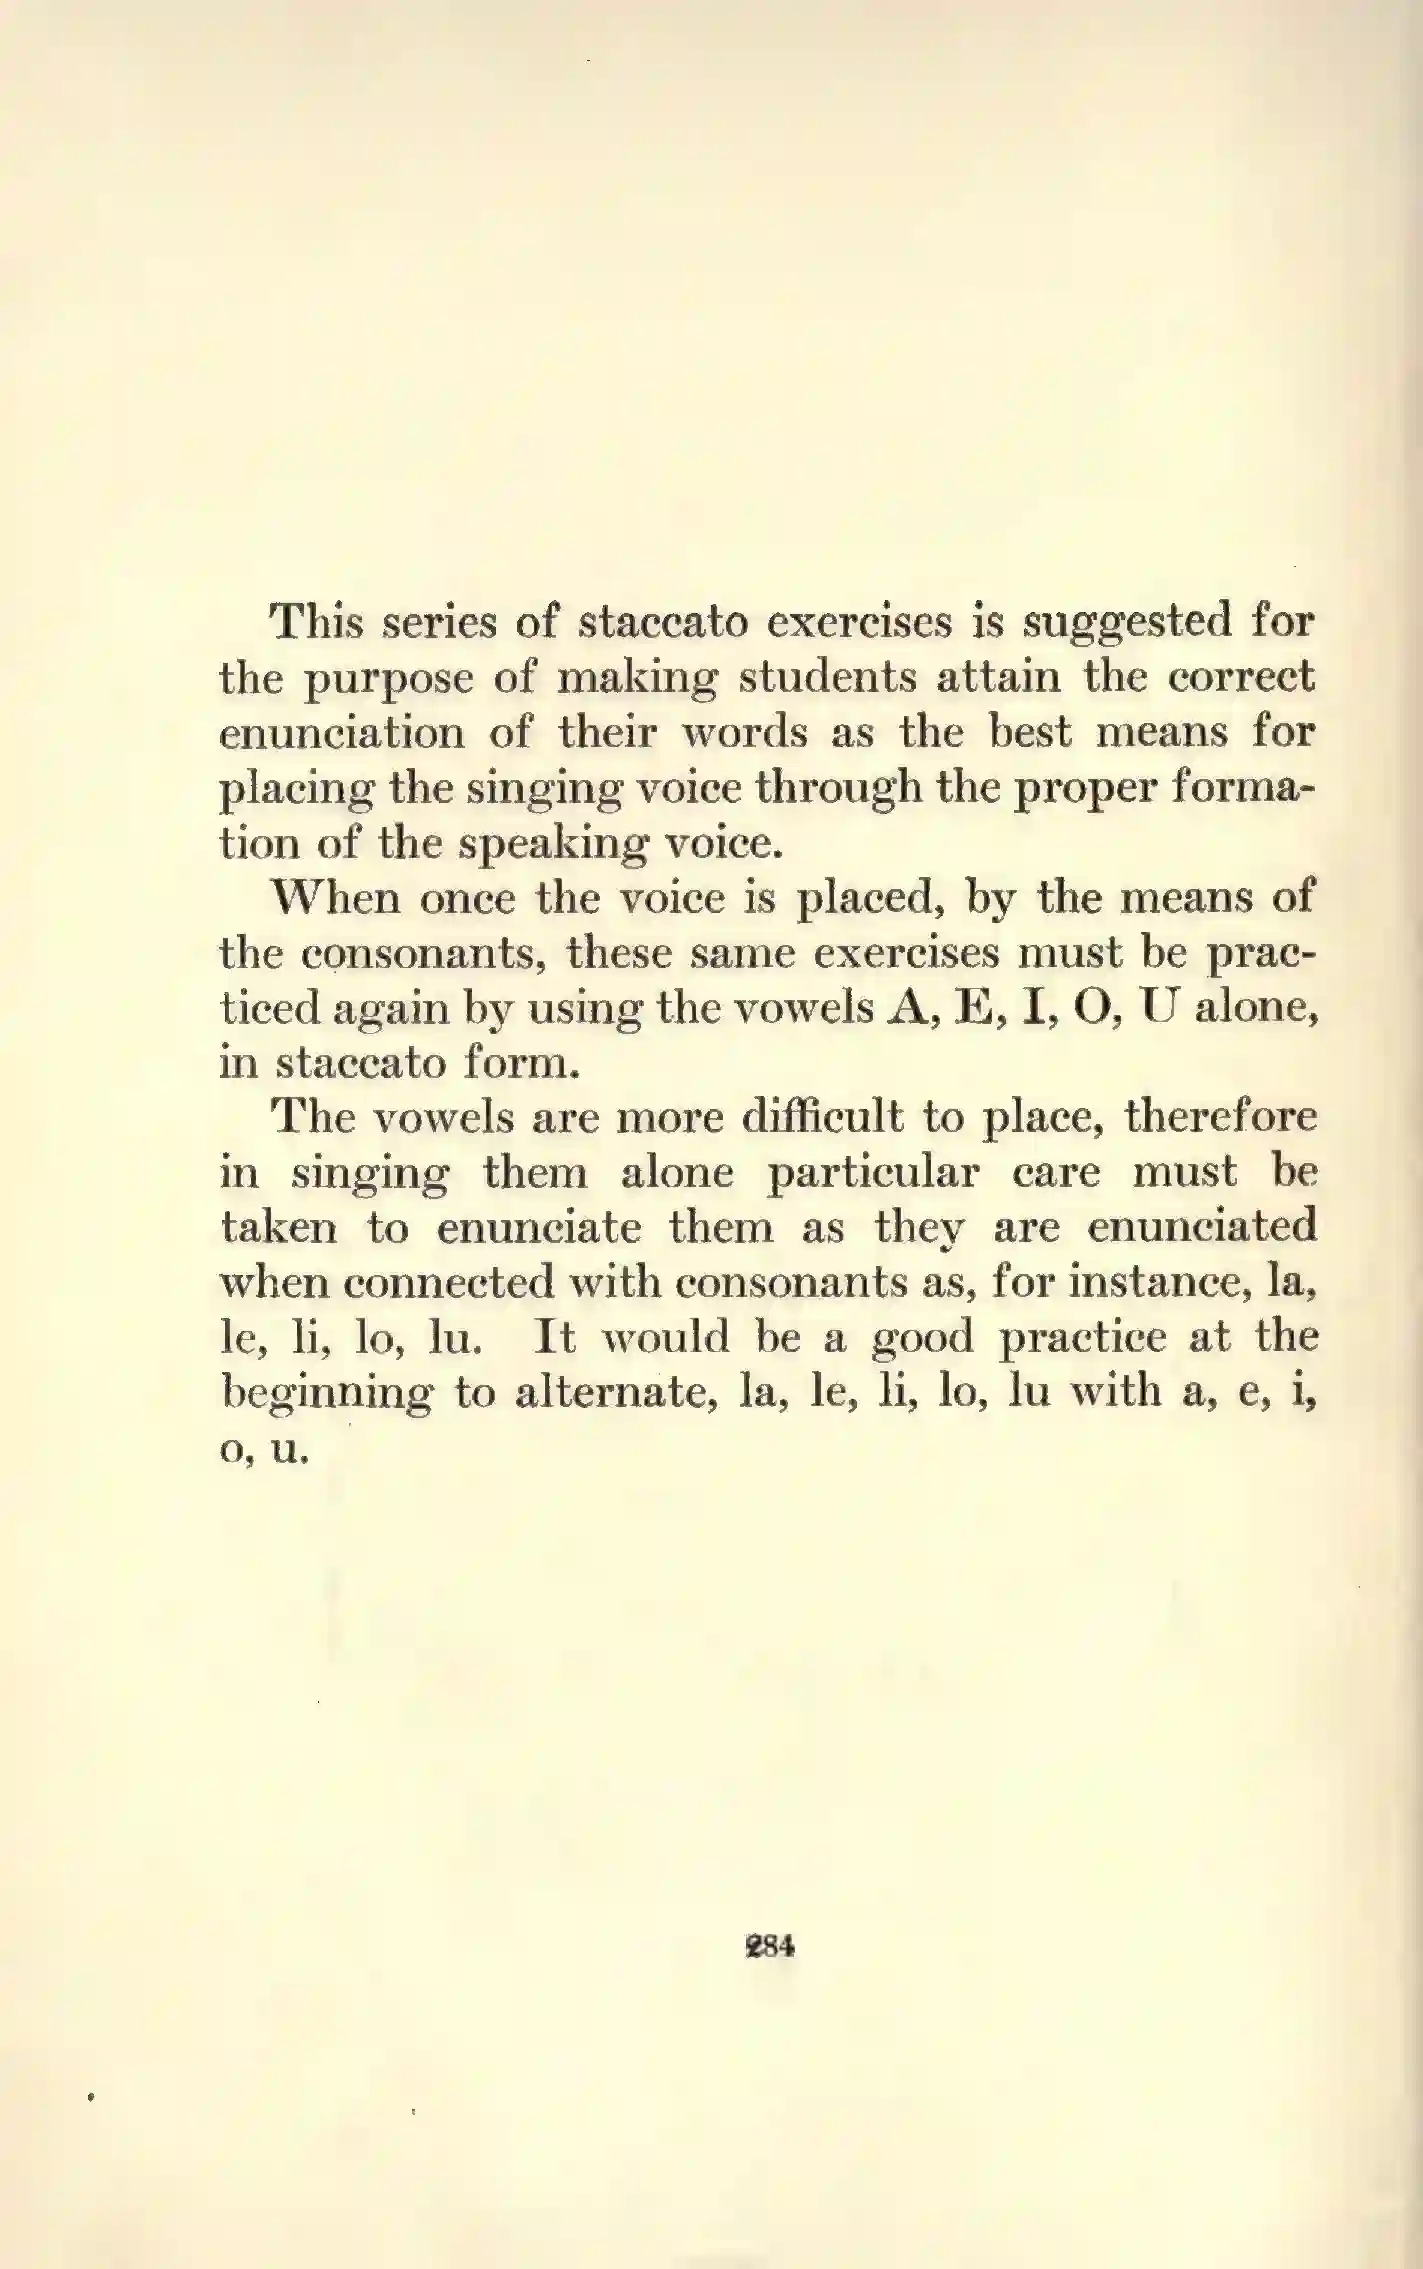 This series of staccato exercises is suggested for
the purpose of making students attain the correct
enunciation of their words as the best means for
placing the singing voice through the proper forma-
tion of the speaking voice.
When once the voice is placed, by the means of
the consonants, these same exercises must be prac-
ticed again by using the vowels A, E, I, O, U alone,
in staccato form.
The vowels are more difficult to place, therefore
in singing them alone particular care must be
taken to enunciate them as they are enunciated
when connected with consonants as, for instance, la,
le, li, lo, lu. It would be a good practice at the
beginning to alternate, la, le, li, lo, lu with a, e, i,
o, u.
284